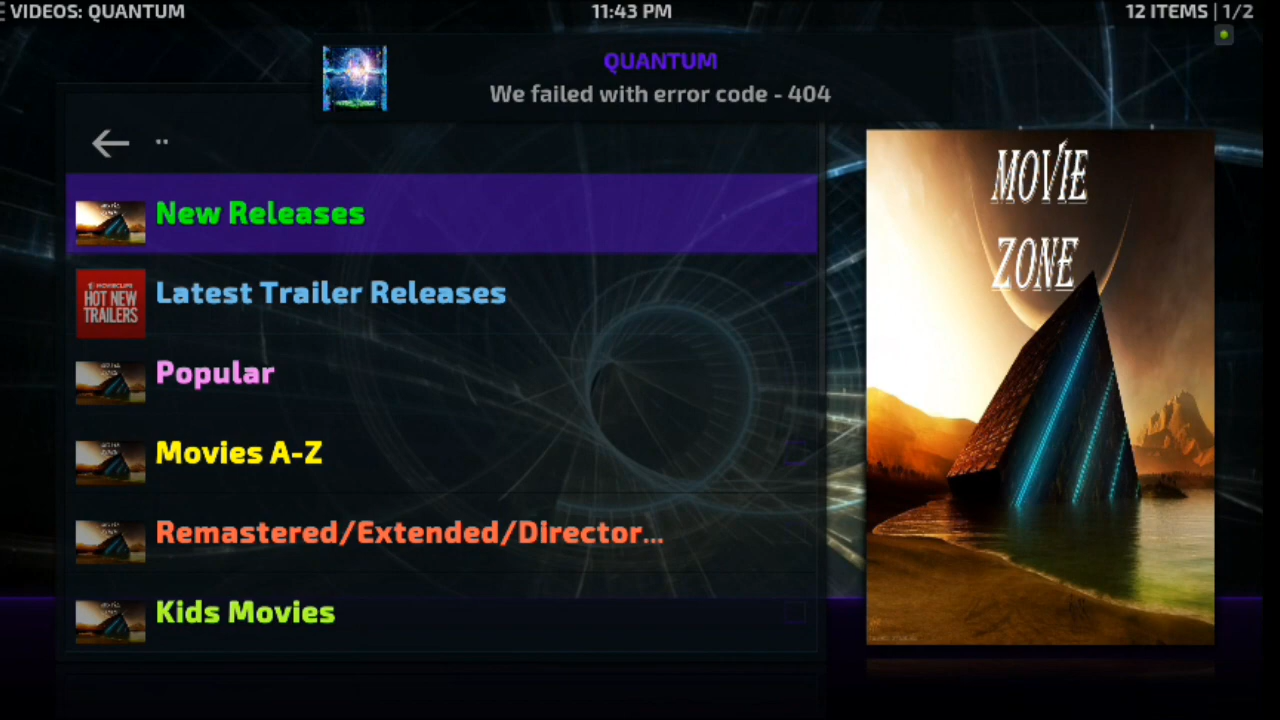 VIDEOS: QUANTUM
11:43 PM
12 ITEMS | 1/2
QUANTUM
We failed with error code - 404
..
New Releases
MOVIECLIPS
HOT NEW
TRAILERS
Latest Trailer Releases
Popular
Movies A-Z
Remastered/Extended/Director...
Kids Movies
MOVIE
ZONE